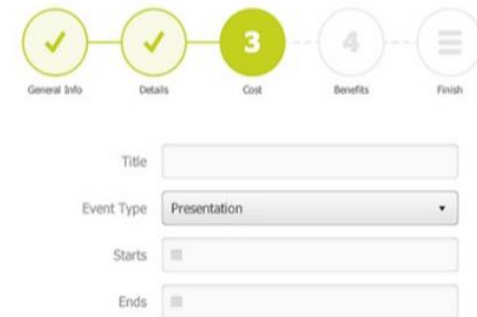 3
4
General Info
Details
Cost
Benefits
Finish
Title
Event Type
Presentation
Starts
Ends